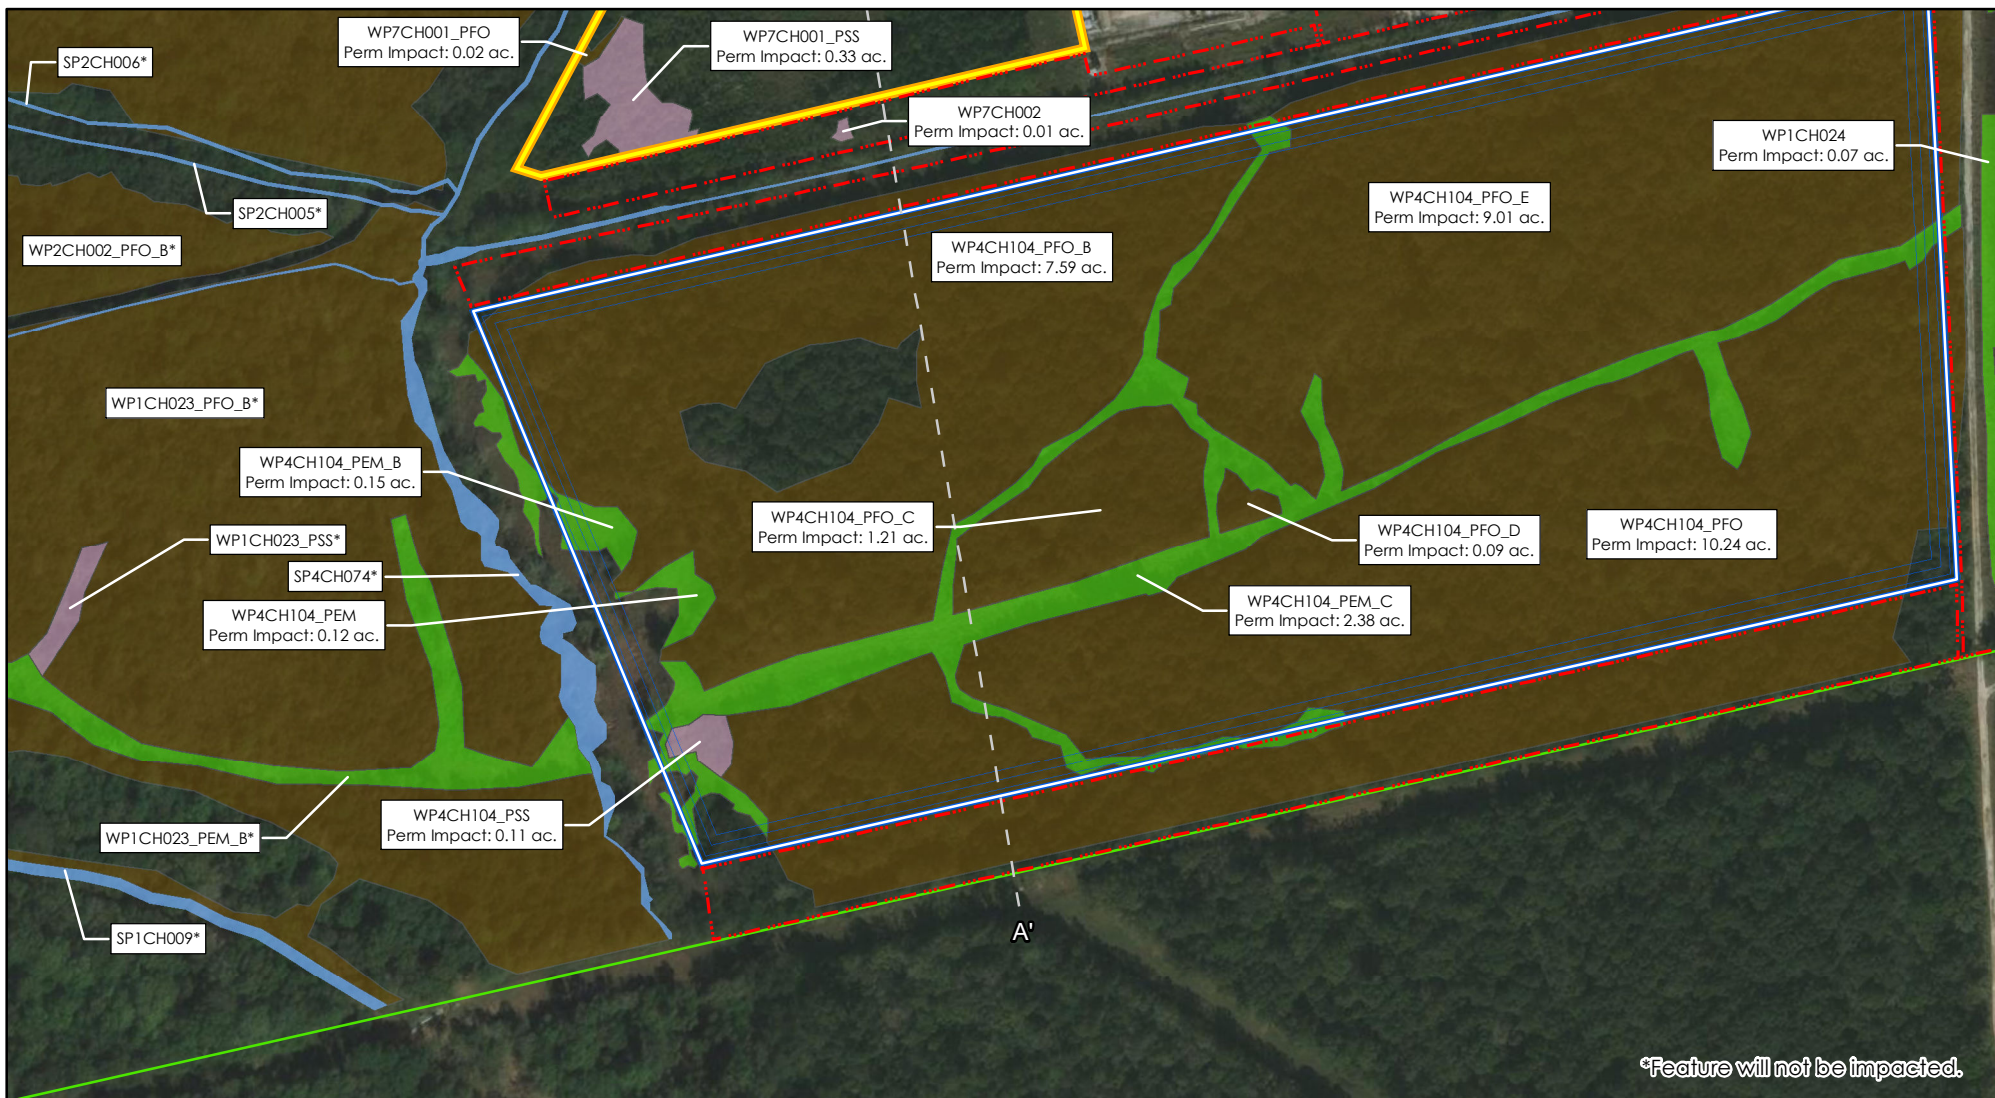 WP7CH001_PFO
Perm Impact: 0.02 ac.
WP7CH001_PSS
Perm Impact: 0.33 ac.
SP2CH006*
WP7CH002
Perm Impact: 0.01 ac.
WP1CH024
Perm Impact: 0.07 ac.
SP2CH005*
WP4CH104_PFO_E
Perm Impact: 9.01 ac.
WP2CH002_PFO_B*
WP4CH104_PFO_B
Perm Impact: 7.59 ac.
WP1CH023_PFO_B*
WP4CH104_PEM_B
Perm Impact: 0.15 ac.
WP4CH104_PFO_C
Perm Impact: 1.21 ac.
WP4CH104_PFO_D
Perm Impact: 0.09 ac.
WP4CH104_PFO
Perm Impact: 10.24 ac.
WP1CH023_PSS*
SP4CH074*
WP4CH104_PEM
Perm Impact: 0.12 ac.
WP4CH104_PEM_C
Perm Impact: 2.38 ac.
WP4CH104_PSS
Perm Impact: 0.11 ac.
WP1CH023_PEM_B*
SP1CH009*
A'
*Feature will not be impacted.